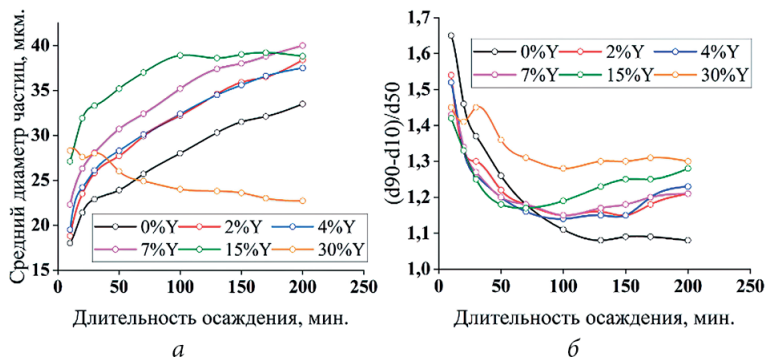 Средний диаметр частиц, мкм.
40
35
30
25
20
15
0%Y 2%Y 4%Y
7%Y 15%Y 30%Y
0 50 100 150 200 250
Длительность осаждения, мин.
а
(d90-d10)/d50
1,7
1,6
1,5
1,4
1,3
1,2
1,1
1,0
0%Y 2%Y 4%Y
7%Y 15%Y 30%Y
0 50 100 150 200 250
Длительность осаждения, мин.
б